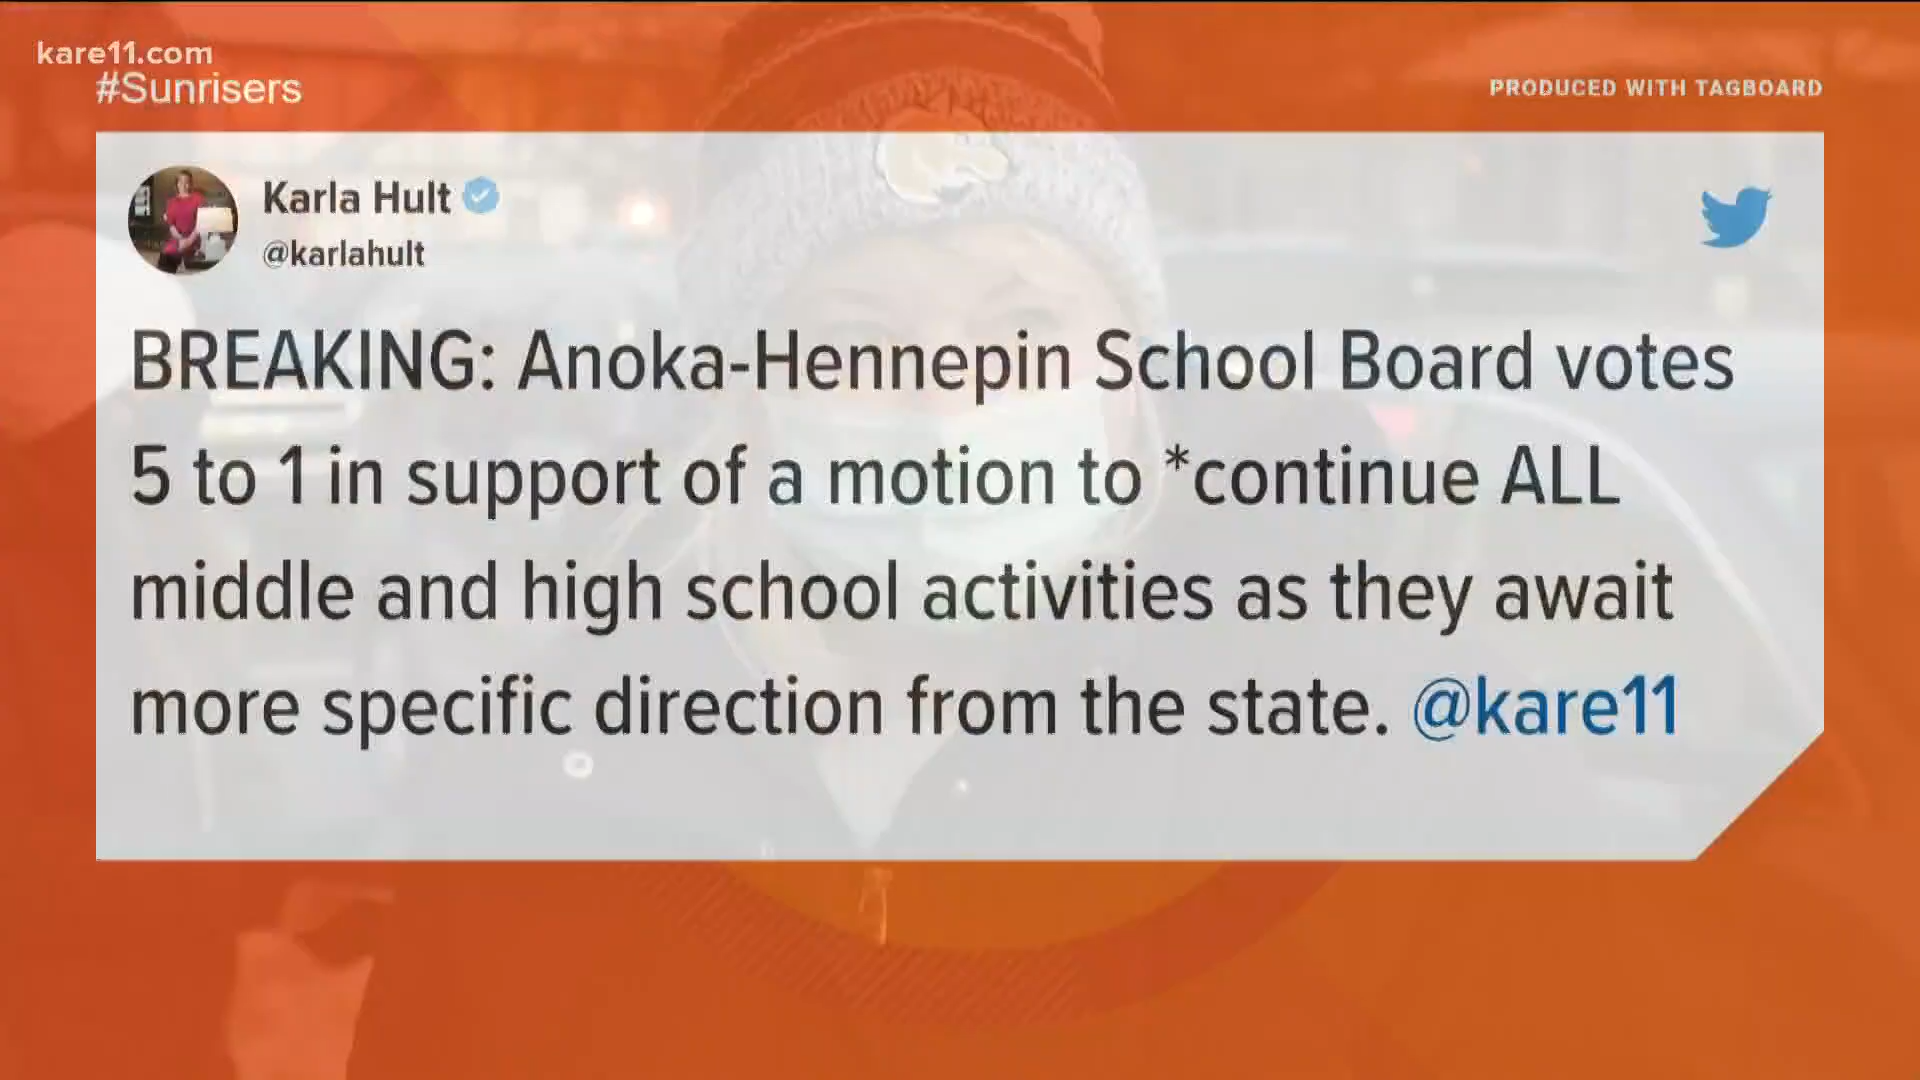 kare11.com
#Sunrisers
PRODUCED WITH TAGBOARD
Karla Hult
@karlahult
BREAKING: Anoka-Hennepin School Board votes
5 to 1 in support of a motion to *continue ALL
middle and high school activities as they await
more specific direction from the state. @kare11